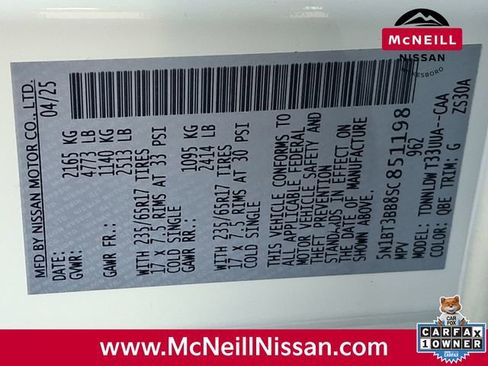 McNEILL
NISSAN
WILKESBORO
MFD BY NISSAN MOTOR CO., LTD.
DATE: 04/25
GVWR: 2165 KG
4773 LB
GAWR FR.: 1140 KG
2513 LB
WITH 235/65R17 TIRES
17 X 7.5 RIMS AT 33 PSI
COLD SINGLE
GAWR RR.: 1095 KG
2414 LB
WITH 235/65R17 TIRES
17 X 7.5 RIMS AT 30 PSI
COLD SINGLE
THIS VEHICLE CONFORMS TO
ALL APPLICABLE FEDERAL
MOTOR VEHICLE SAFETY AND
THEFT PREVENTION
STANDARDS IN EFFECT ON
THE DATE OF MANUFACTURE
SHOWN ABOVE.
5N1BT3BB8SC851198
MPV 962
MODEL: TDNNLDW T33UUA--CAA
COLOR: QBE TRIM: G ZS30A
www.McNeillNissan.com
CAR
FOX
CARFAX
1 OWNER